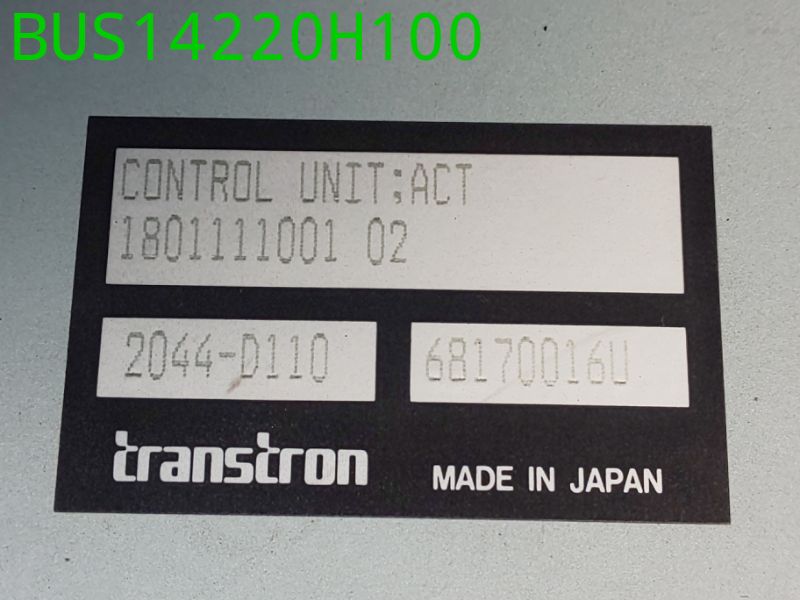 BUS14220H100
CONTROL UNIT;ACT
1801111001 02
2044-D110
68170016U
transtron
MADE IN JAPAN